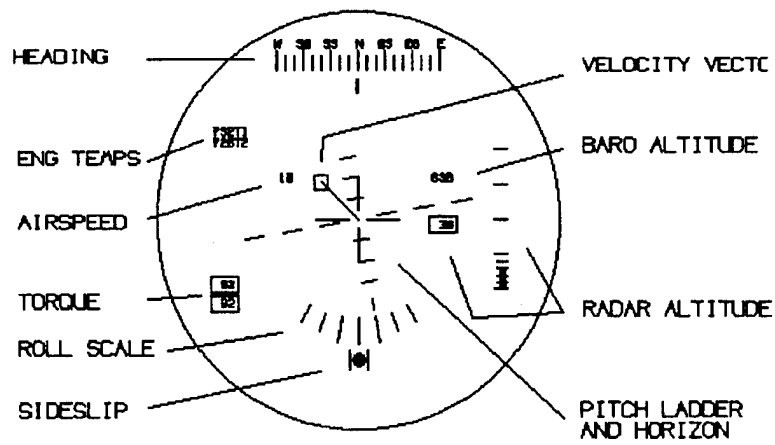 W 30 33 N 03 06 E
HEADING
VELOCITY VECTO
ENG TEMPS
BARO ALTITUDE
AIRSPEED
TORQUE
RADAR ALTITUDE
ROLL SCALE
SIDESLIP
PITCH LADDER
AND HORIZON